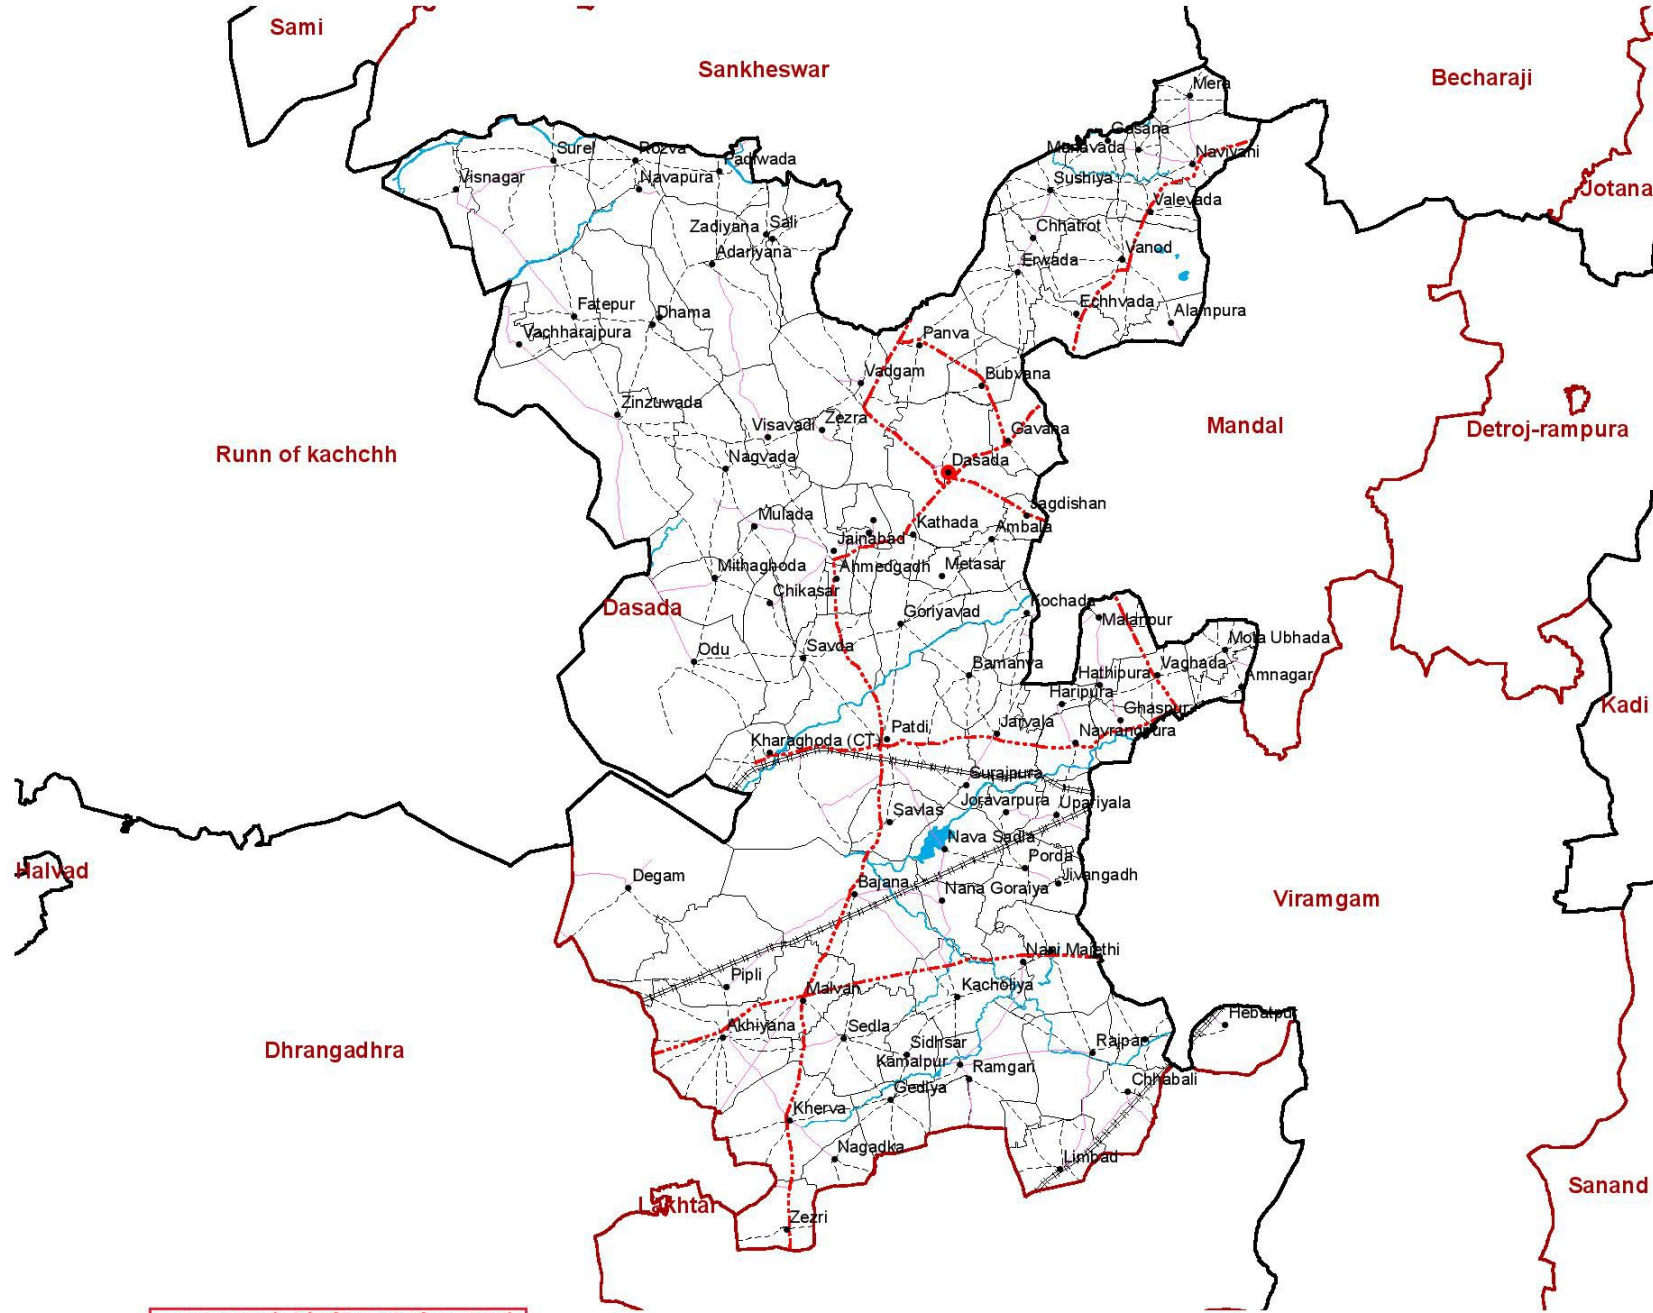 Sami
Sankheswar
Becharaji
Mera
Gosana
Monavada
Naviyani
Surel
Rozva
Padiwada
Visnagar
Navapura
Sushiya
Jotana
Valevada
Zadiyana
Sali
Chhatrot
Adariyana
Vanod
Erwada
Fatepur
Dhama
Echhvada
Alampura
Vachharajpura
Panva
Vadgam
Bubvana
Zinzuwada
Visavadi
Zezra
Gavana
Mandal
Detroj-rampura
Runn of kachchh
Nagvada
Dasada
Jagdishan
Mulada
Kathada
Ambala
Jainabad
Mithaghoda
Ahmedgadh
Metasar
Chikasar
Dasada
Goriyavad
Kochada
Malanpur
Mota Ubhada
Odu
Savda
Bamanva
Hathipura
Vaghada
Amnagar
Haripura
Kadi
Ghaspur
Patdi
Jarvala
Navrangpura
Kharaghoda (CT)
Surajpura
Savlas
Joravarpura
Upariyala
Nava Sadla
Porda
Halvad
Degam
Bajana
Nana Goraiya
Jivangadh
Viramgam
Nani Majethi
Pipli
Malvan
Kacholiya
Hebatpur
Akhiyana
Sedla
Sidhsar
Rajpar
Dhrangadhra
Kamalpur
Ramgari
Chhabali
Gediya
Kherva
Nagadka
Limbad
Sanand
Lakhtar
Zezri